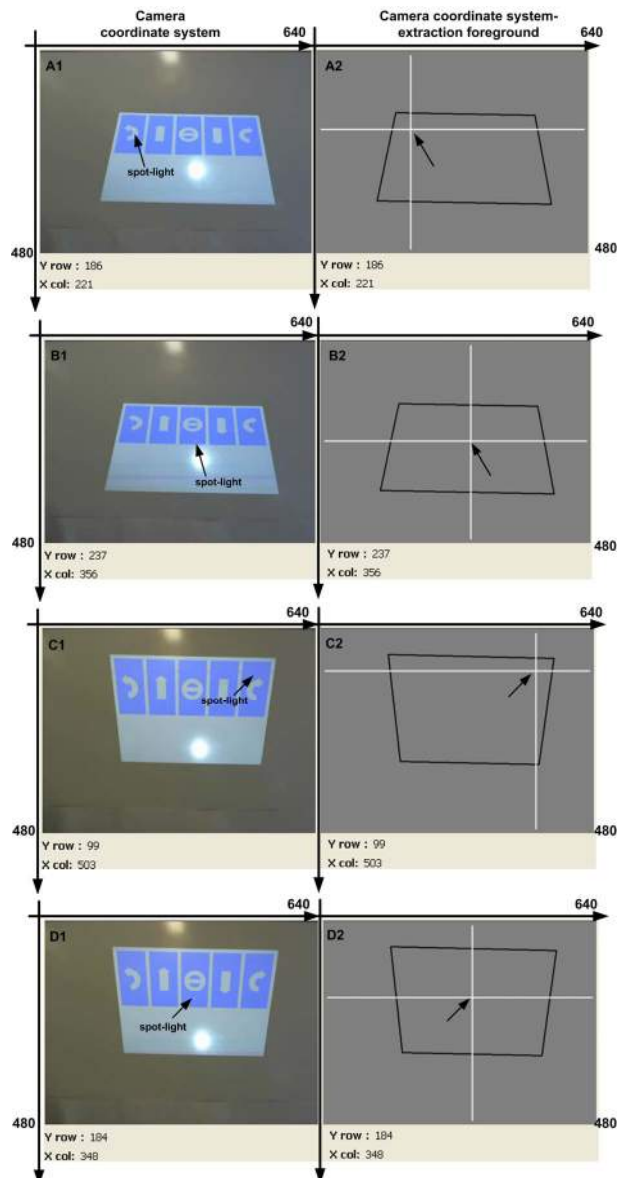 Camera
coordinate system
640
Camera coordinate system-
extraction foreground
640
A1
spot-light
A2
480
480
Y row : 186
X col: 221
Y row : 186
X col: 221
640
640
B1
spot-light
B2
480
480
Y row : 237
X col: 356
Y row : 237
X col: 356
640
640
C1
spot-light
C2
480
480
Y row : 99
X col: 503
Y row : 99
X col: 503
640
640
D1
spot-light
D2
480
480
Y row : 184
X col: 348
Y row : 184
X col: 348